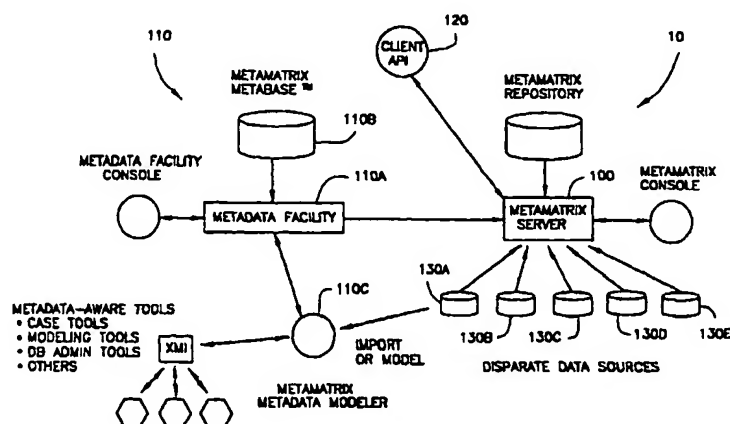 110
120
10
CLIENT
API
METAMATRIX
METABASE™
METAMATRIX
REPOSITORY
110B
METADATA FACILITY
CONSOLE
110A
100
METAMATRIX
CONSOLE
METADATA FACILITY
METAMATRIX
SERVER
110C
130A
METADATA-AWARE TOOLS
• CASE TOOLS
• MODELING TOOLS
• DB ADMIN TOOLS
• OTHERS
XMI
IMPORT
OR MODEL
130B
130C
130D
130E
DISPARATE DATA SOURCES
METAMATRIX
METADATA MODELER